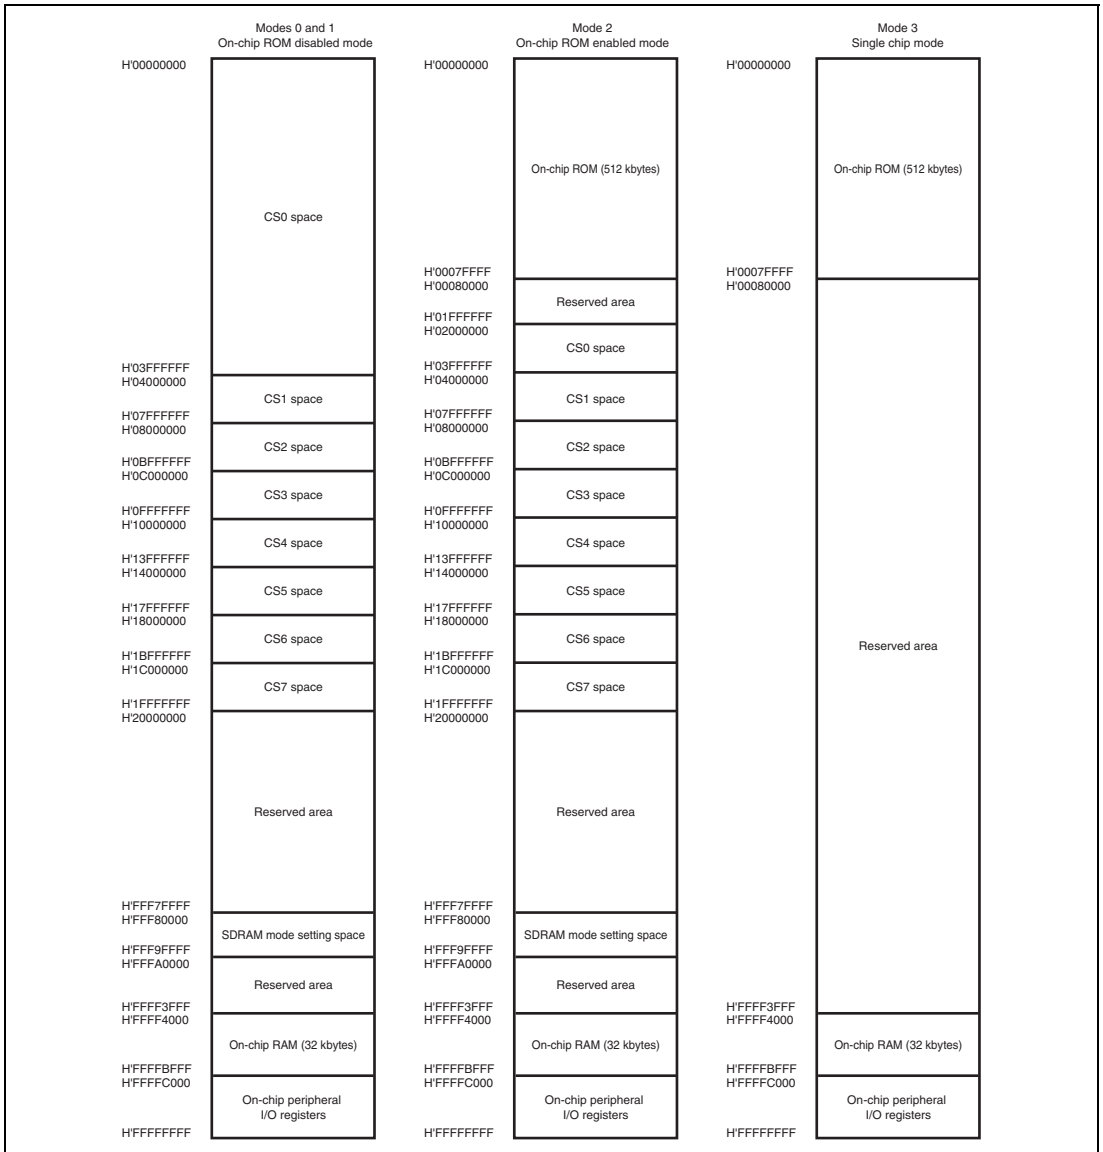 Modes 0 and 1
On-chip ROM disabled mode
H'00000000
CS0 space
H'03FFFFFF
H'04000000
CS1 space
H'07FFFFFF
H'08000000
CS2 space
H'0BFFFFFF
H'0C000000
CS3 space
H'0FFFFFFF
H'10000000
CS4 space
H'13FFFFFF
H'14000000
CS5 space
H'17FFFFFF
H'18000000
CS6 space
H'1BFFFFFF
H'1C000000
CS7 space
H'1FFFFFFF
H'20000000
Reserved area
H'FFF7FFFF
H'FFF80000
SDRAM mode setting space
H'FFF9FFFF
H'FFFA0000
Reserved area
H'FFFF3FFF
H'FFFF4000
On-chip RAM (32 kbytes)
H'FFFFBFFF
H'FFFFC000
On-chip peripheral
I/O registers
H'FFFFFFFF
Mode 2
On-chip ROM enabled mode
H'00000000
On-chip ROM (512 kbytes)
H'0007FFFF
H'00080000
Reserved area
H'01FFFFFF
H'02000000
CS0 space
H'03FFFFFF
H'04000000
CS1 space
H'07FFFFFF
H'08000000
CS2 space
H'0BFFFFFF
H'0C000000
CS3 space
H'0FFFFFFF
H'10000000
CS4 space
H'13FFFFFF
H'14000000
CS5 space
H'17FFFFFF
H'18000000
CS6 space
H'1BFFFFFF
H'1C000000
CS7 space
H'1FFFFFFF
H'20000000
Reserved area
H'FFF7FFFF
H'FFF80000
SDRAM mode setting space
H'FFF9FFFF
H'FFFA0000
Reserved area
H'FFFF3FFF
H'FFFF4000
On-chip RAM (32 kbytes)
H'FFFFBFFF
H'FFFFC000
On-chip peripheral
I/O registers
H'FFFFFFFF
Mode 3
Single chip mode
H'00000000
On-chip ROM (512 kbytes)
H'0007FFFF
H'00080000
Reserved area
H'FFFF3FFF
H'FFFF4000
On-chip RAM (32 kbytes)
H'FFFFBFFF
H'FFFFC000
On-chip peripheral
I/O registers
H'FFFFFFFF